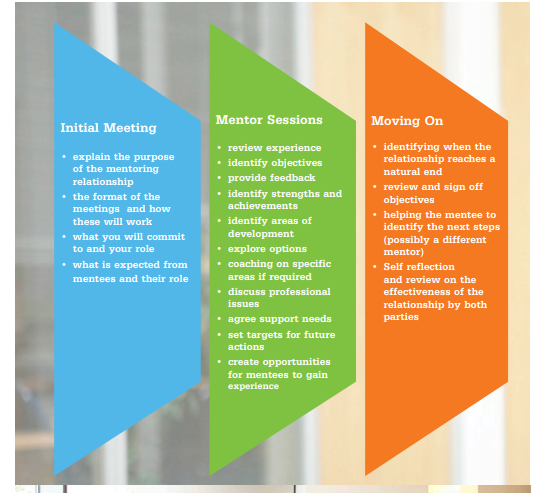 Initial Meeting
• explain the purpose
of the mentoring
relationship
• the format of the
meetings and how
these will work
• what you will commit
to and your role
• what is expected from
mentees and their role
Mentor Sessions
• review experience
• identify objectives
• provide feedback
• identify strengths and
achievements
• identify areas of
development
• explore options
• coaching on specific
areas if required
• discuss professional
issues
• agree support needs
• set targets for future
actions
• create opportunities
for mentees to gain
experience
Moving On
• identifying when the
relationship reaches a
natural end
• review and sign off
objectives
• helping the mentee to
identify the next steps
(possibly a different
mentor)
• Self reflection
and review on the
effectiveness of the
relationship by both
parties